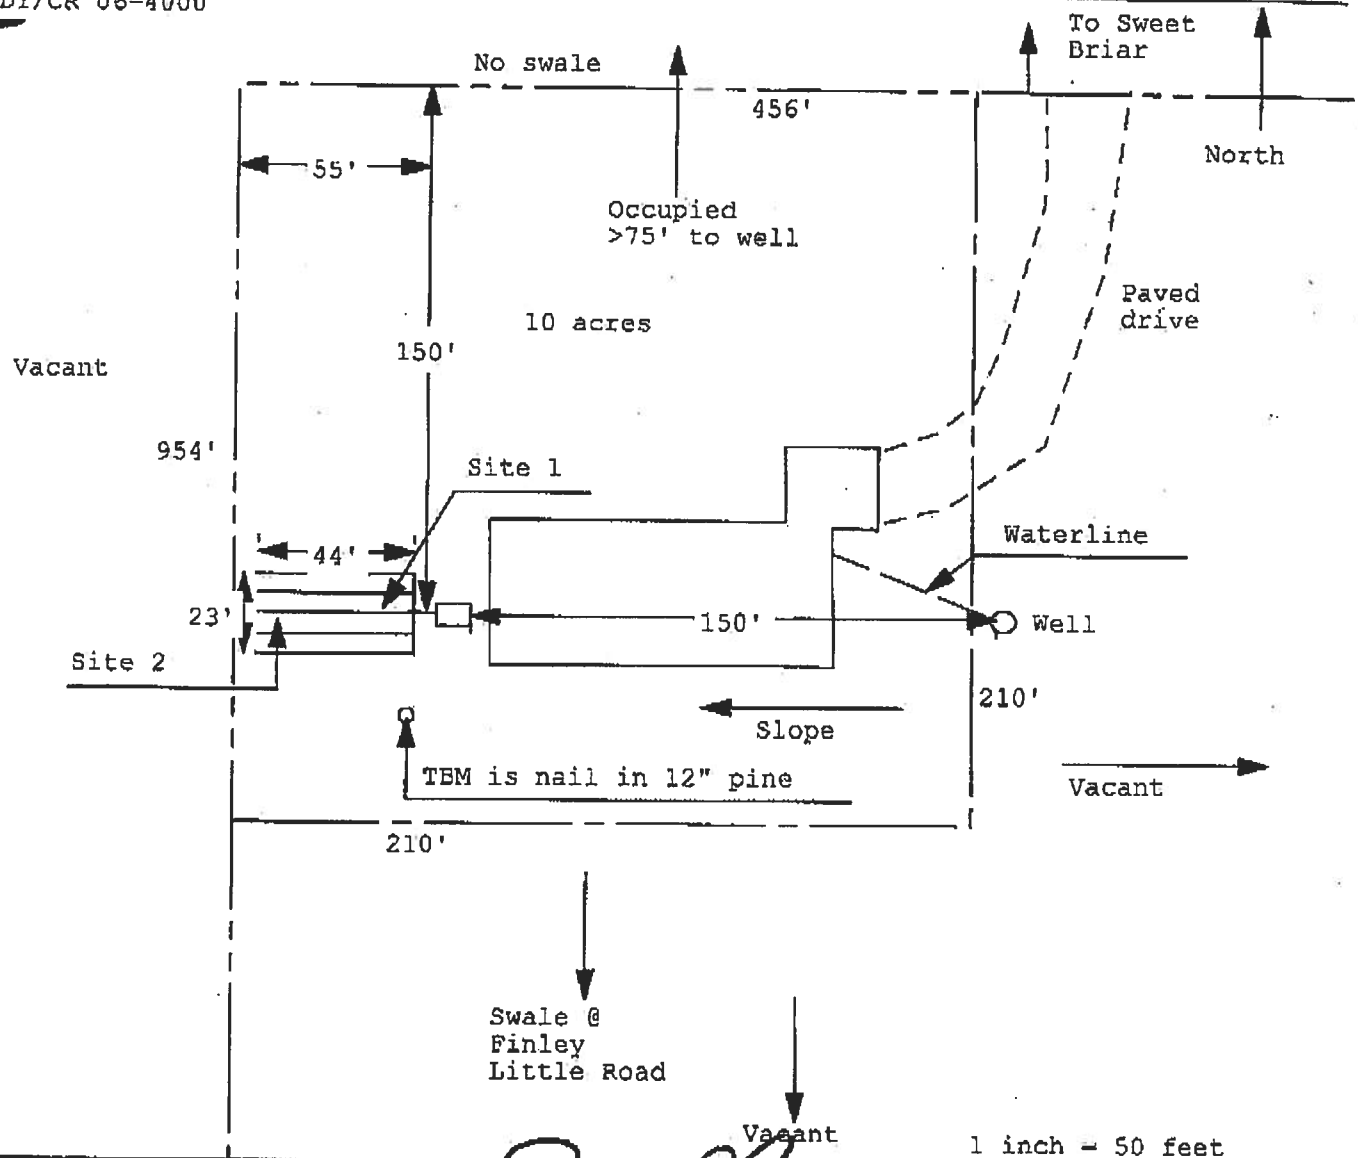 06-4000
To Sweet
Briar
No swale
456'
North
55'
Occupied
>75' to well
Paved
drive
10 acres
150'
Vacant
954'
Site 1
Waterline
44'
23'
150'
Well
Site 2
210'
Slope
TBM is nail in 12" pine
Vacant
210'
Swale @
Finley
Little Road
Vacant
1 inch = 50 feet